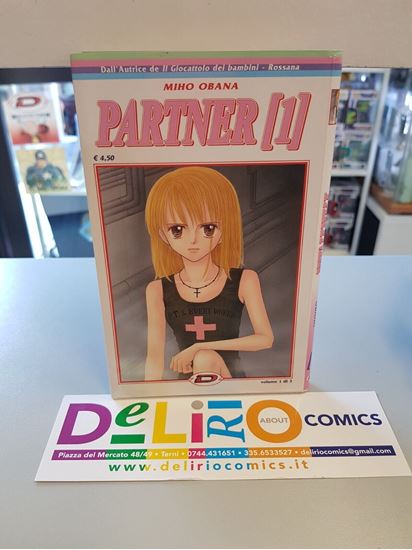 Dall'Autrice de Il Giocattolo dei bambini - Rossana
MIHO OBANA
PARTNER [1]
€ 4,50
D
volume 1 di 3
DeLiRiO ABOUT COMICS
Piazza del Mercato 48/49 • Terni • 0744.431651 • 335.6533527 • deliriocomics@gmail.com
www.deliriocomics.it